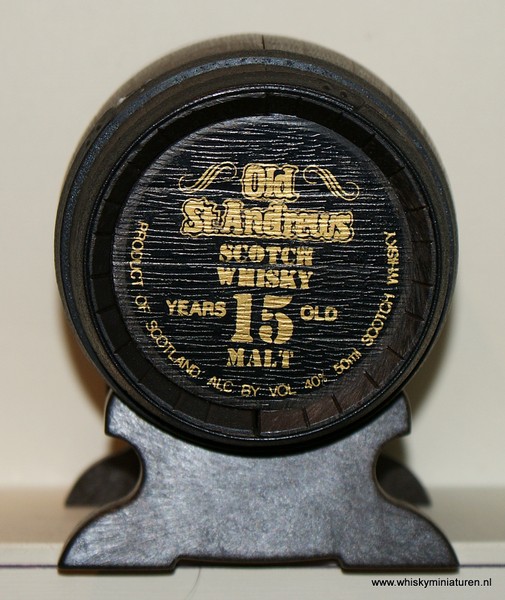 Old
St. Andrews
SCOTCH
WHISKY
YEARS 15 OLD
MALT
PRODUCT OF SCOTLAND ALC BY VOL 40% 50ml SCOTCH WHISKY
www.whiskyminiaturen.nl